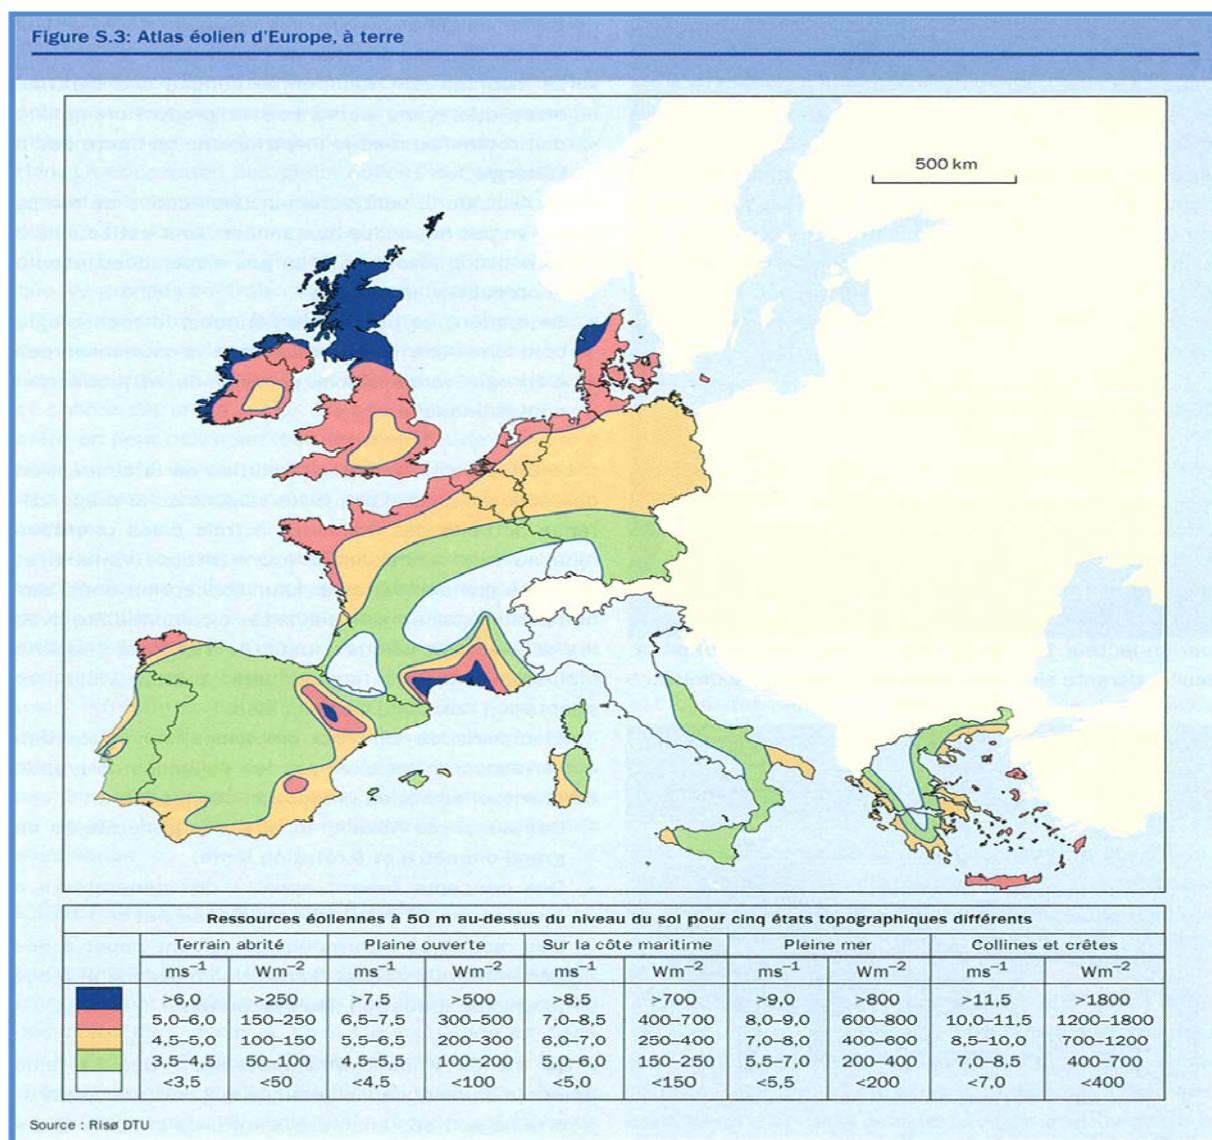 Figure S.3: Atlas éolien d'Europe, à terre
500 km
Ressources éoliennes à 50 m au-dessus du niveau du sol pour cinq états topographiques différents
Terrain abrité Plaine ouverte Sur la côte maritime Pleine mer Collines et crêtes
ms⁻¹ Wm⁻² ms⁻¹ Wm⁻² ms⁻¹ Wm⁻² ms⁻¹ Wm⁻² ms⁻¹ Wm⁻²
>6,0 >250 >7,5 >500 >8,5 >700 >9,0 >800 >11,5 >1800
5,0–6,0 150–250 6,5–7,5 300–500 7,0–8,5 400–700 8,0–9,0 600–800 10,0–11,5 1200–1800
4,5–5,0 100–150 5,5–6,5 200–300 6,0–7,0 250–400 7,0–8,0 400–600 8,5–10,0 700–1200
3,5–4,5 50–100 4,5–5,5 100–200 5,0–6,0 150–250 5,5–7,0 200–400 7,0–8,5 400–700
<3,5 <50 <4,5 <100 <5,0 <150 <5,5 <200 <7,0 <400
Source : Risø DTU